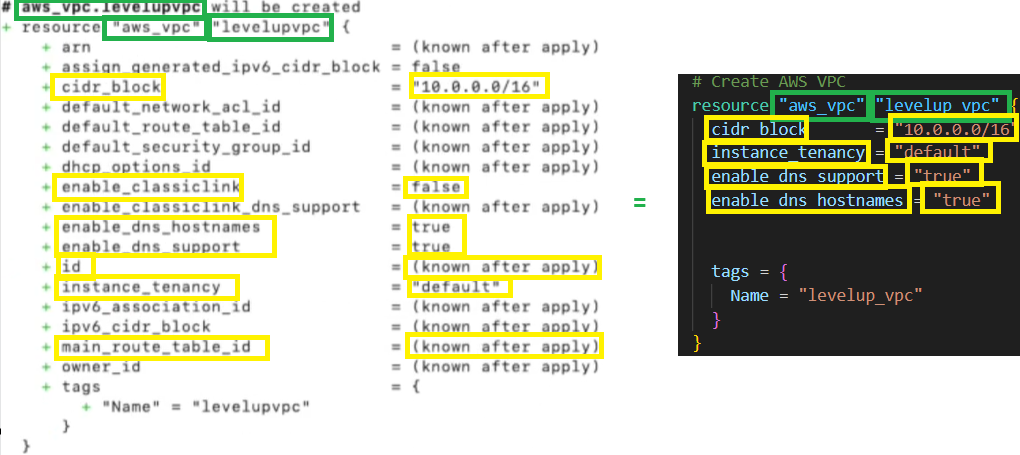 # aws_vpc.levelupvpc will be created
+ resource "aws_vpc" "levelupvpc" {
+ arn = (known after apply)
+ assign_generated_ipv6_cidr_block = false
+ cidr_block = "10.0.0.0/16"
+ default_network_acl_id = (known after apply)
+ default_route_table_id = (known after apply)
+ default_security_group_id = (known after apply)
+ dhcp_options_id = (known after apply)
+ enable_classiclink = false
+ enable_classiclink_dns_support = (known after apply)
+ enable_dns_hostnames = true
+ enable_dns_support = true
+ id = (known after apply)
+ instance_tenancy = "default"
+ ipv6_association_id = (known after apply)
+ ipv6_cidr_block = (known after apply)
+ main_route_table_id = (known after apply)
+ owner_id = (known after apply)
+ tags = {
+ "Name" = "levelupvpc"
}
}
=
# Create AWS VPC
resource "aws_vpc" "levelup_vpc" {
cidr_block = "10.0.0.0/16"
instance_tenancy = "default"
enable_dns_support = "true"
enable_dns_hostnames = "true"
tags = {
Name = "levelup_vpc"
}
}